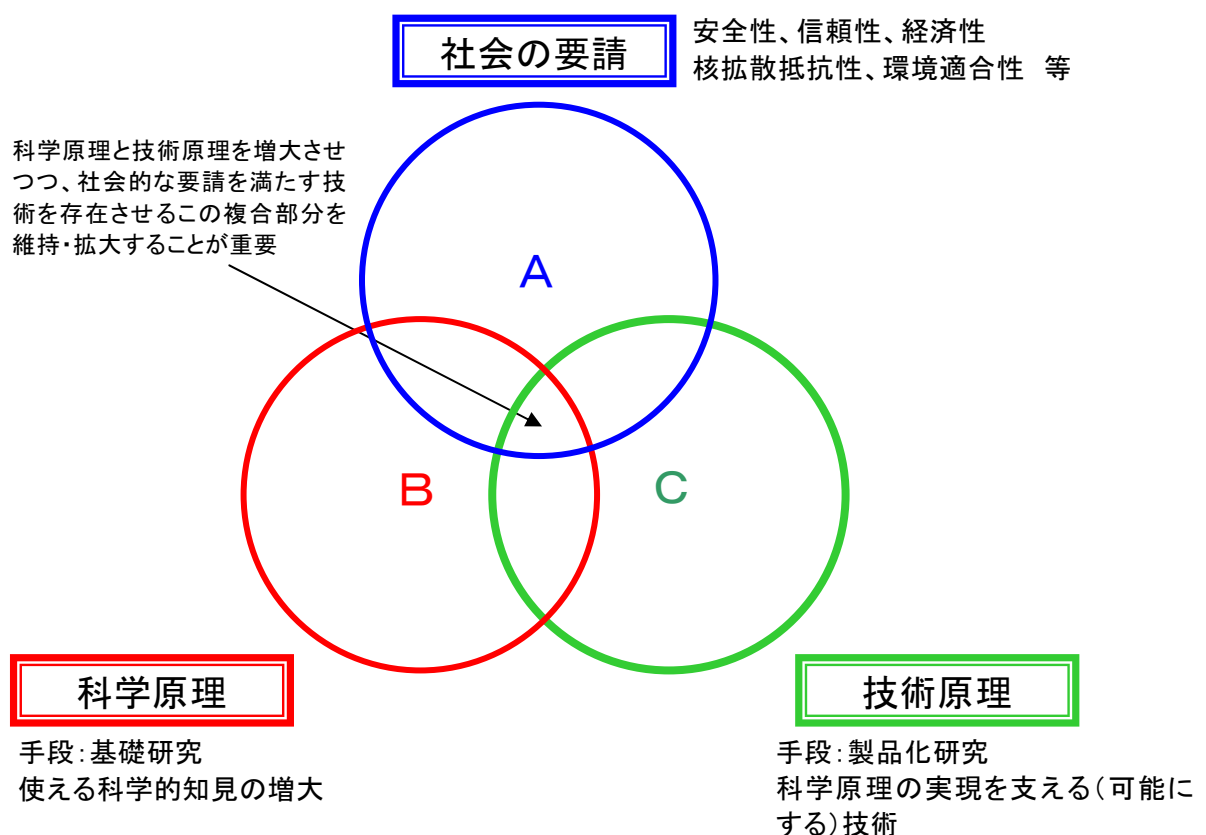 社会の要請
安全性、信頼性、経済性
核拡散抵抗性、環境適合性　等
科学原理と技術原理を増大させ
つつ、社会的な要請を満たす技
術を存在させるこの複合部分を
維持・拡大することが重要
A
B
C
科学原理
手段：基礎研究
使える科学的知見の増大
技術原理
手段：製品化研究
科学原理の実現を支える（可能に
する）技術